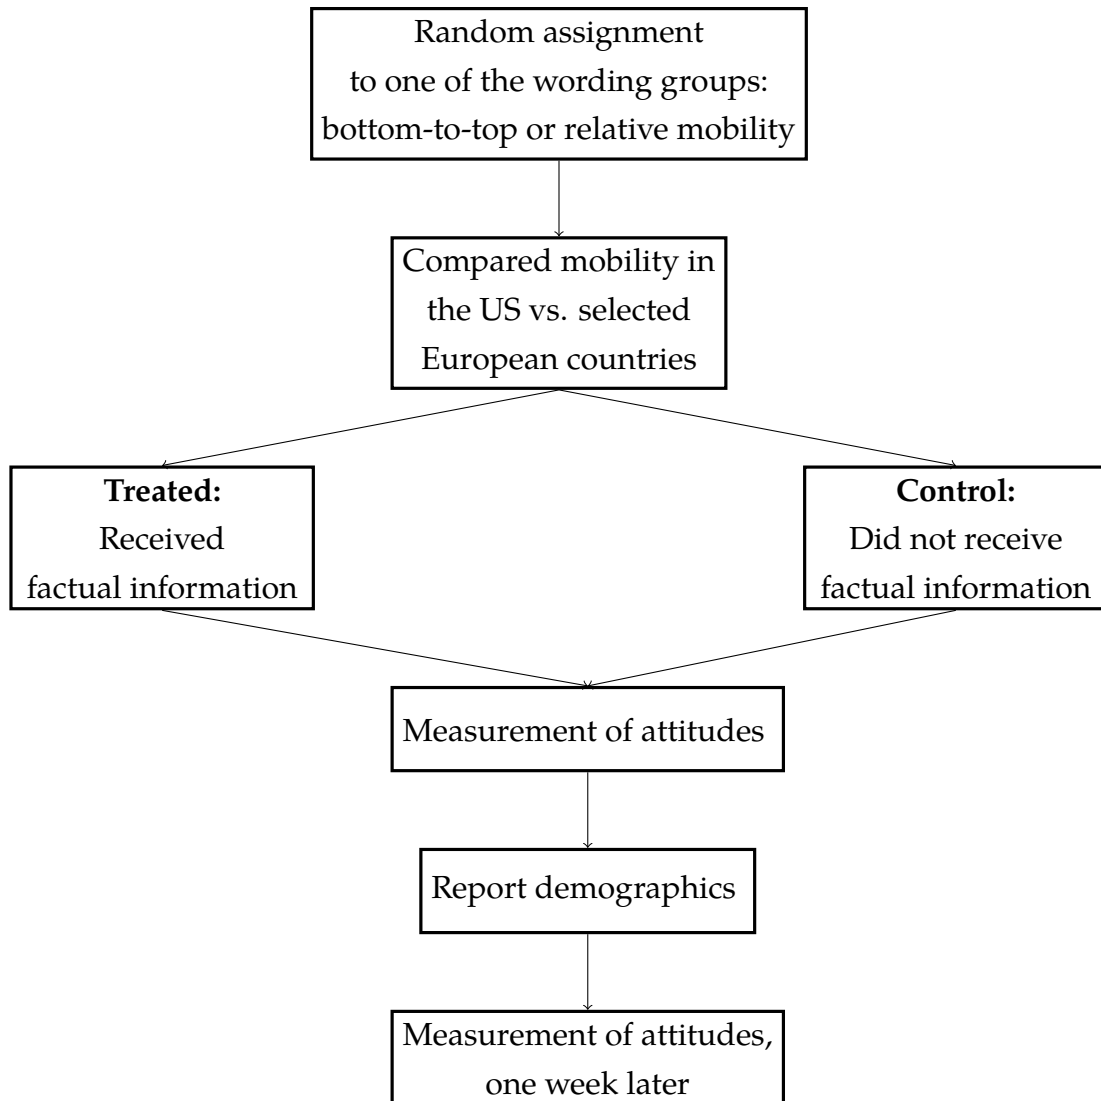 Random assignment
to one of the wording groups:
bottom-to-top or relative mobility
Compared mobility in
the US vs. selected
European countries
Treated:
Received
factual information
Control:
Did not receive
factual information
Measurement of attitudes
Report demographics
Measurement of attitudes,
one week later